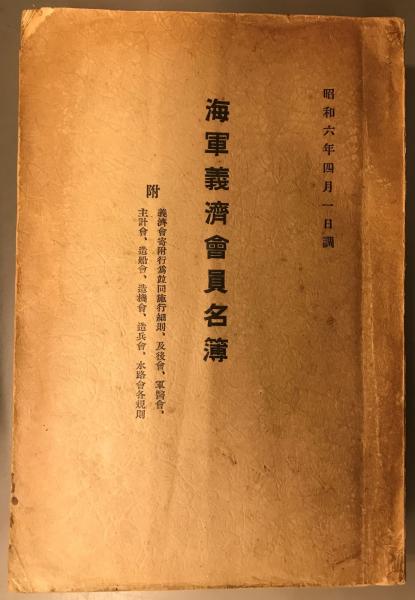 昭和六年四月一日調
海軍義濟會員名簿
附
義濟會寄附行爲竝同施行細則、及後會、軍醫會、
主計會、造船會、造機會、造兵會、水路會各規則